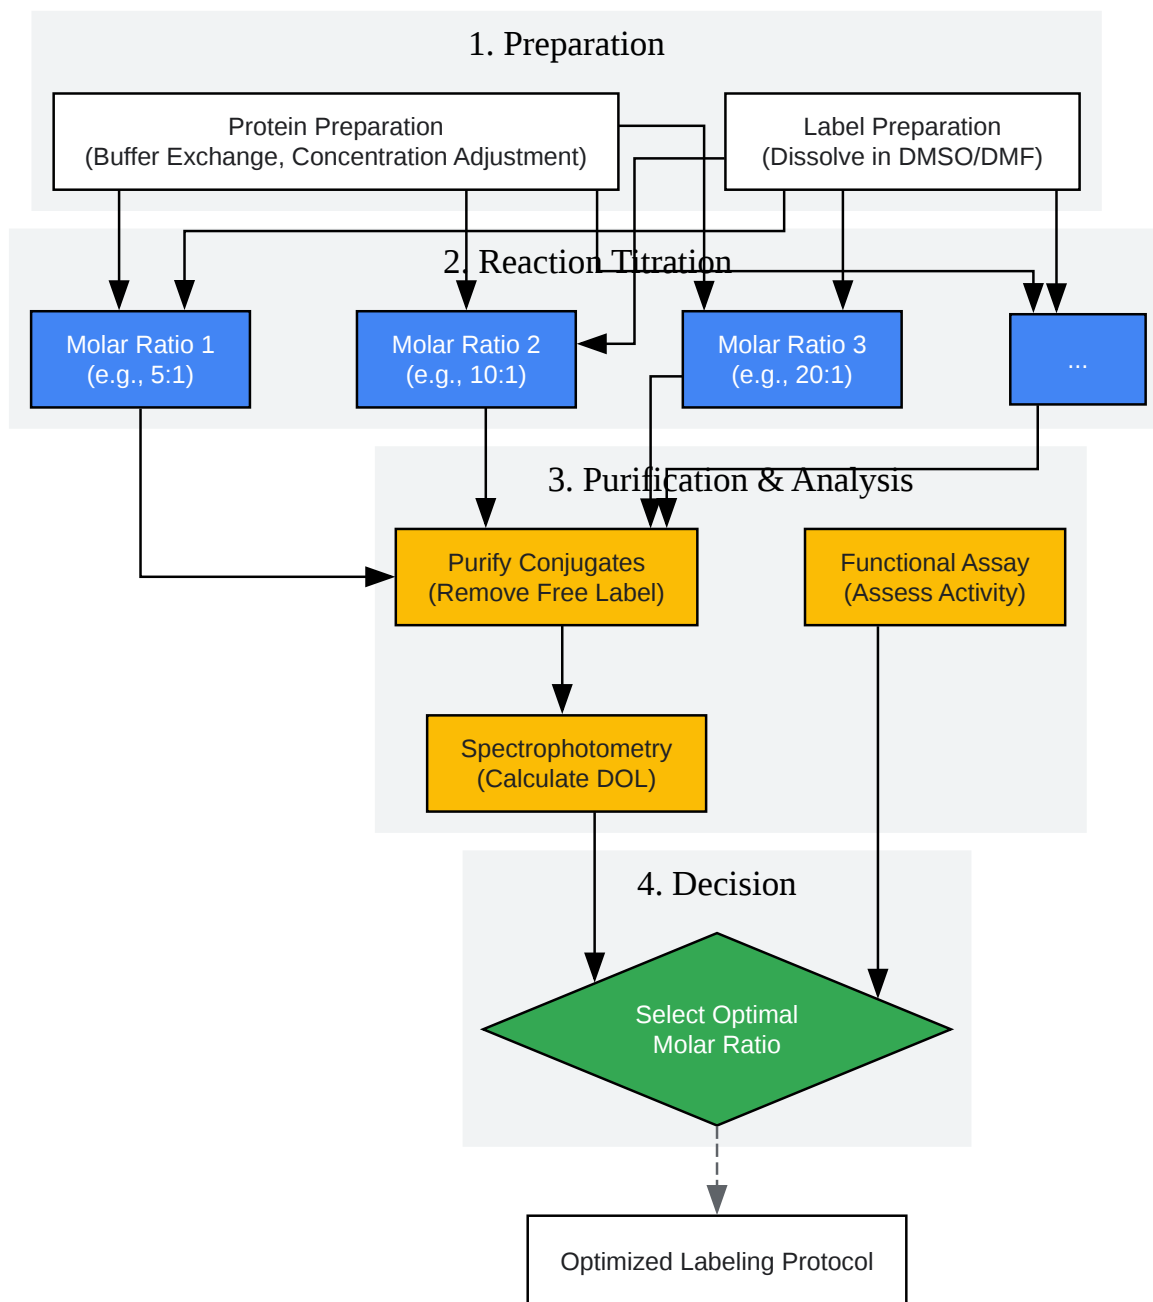 1. Preparation
Protein Preparation
(Buffer Exchange, Concentration Adjustment)
Label Preparation
(Dissolve in DMSO/DMF)
2. Reaction Titration
Molar Ratio 1
(e.g., 5:1)
Molar Ratio 2
(e.g., 10:1)
Molar Ratio 3
(e.g., 20:1)
...
3. Purification & Analysis
Purify Conjugates
(Remove Free Label)
Functional Assay
(Assess Activity)
Spectrophotometry
(Calculate DOL)
4. Decision
Select Optimal
Molar Ratio
Optimized Labeling Protocol